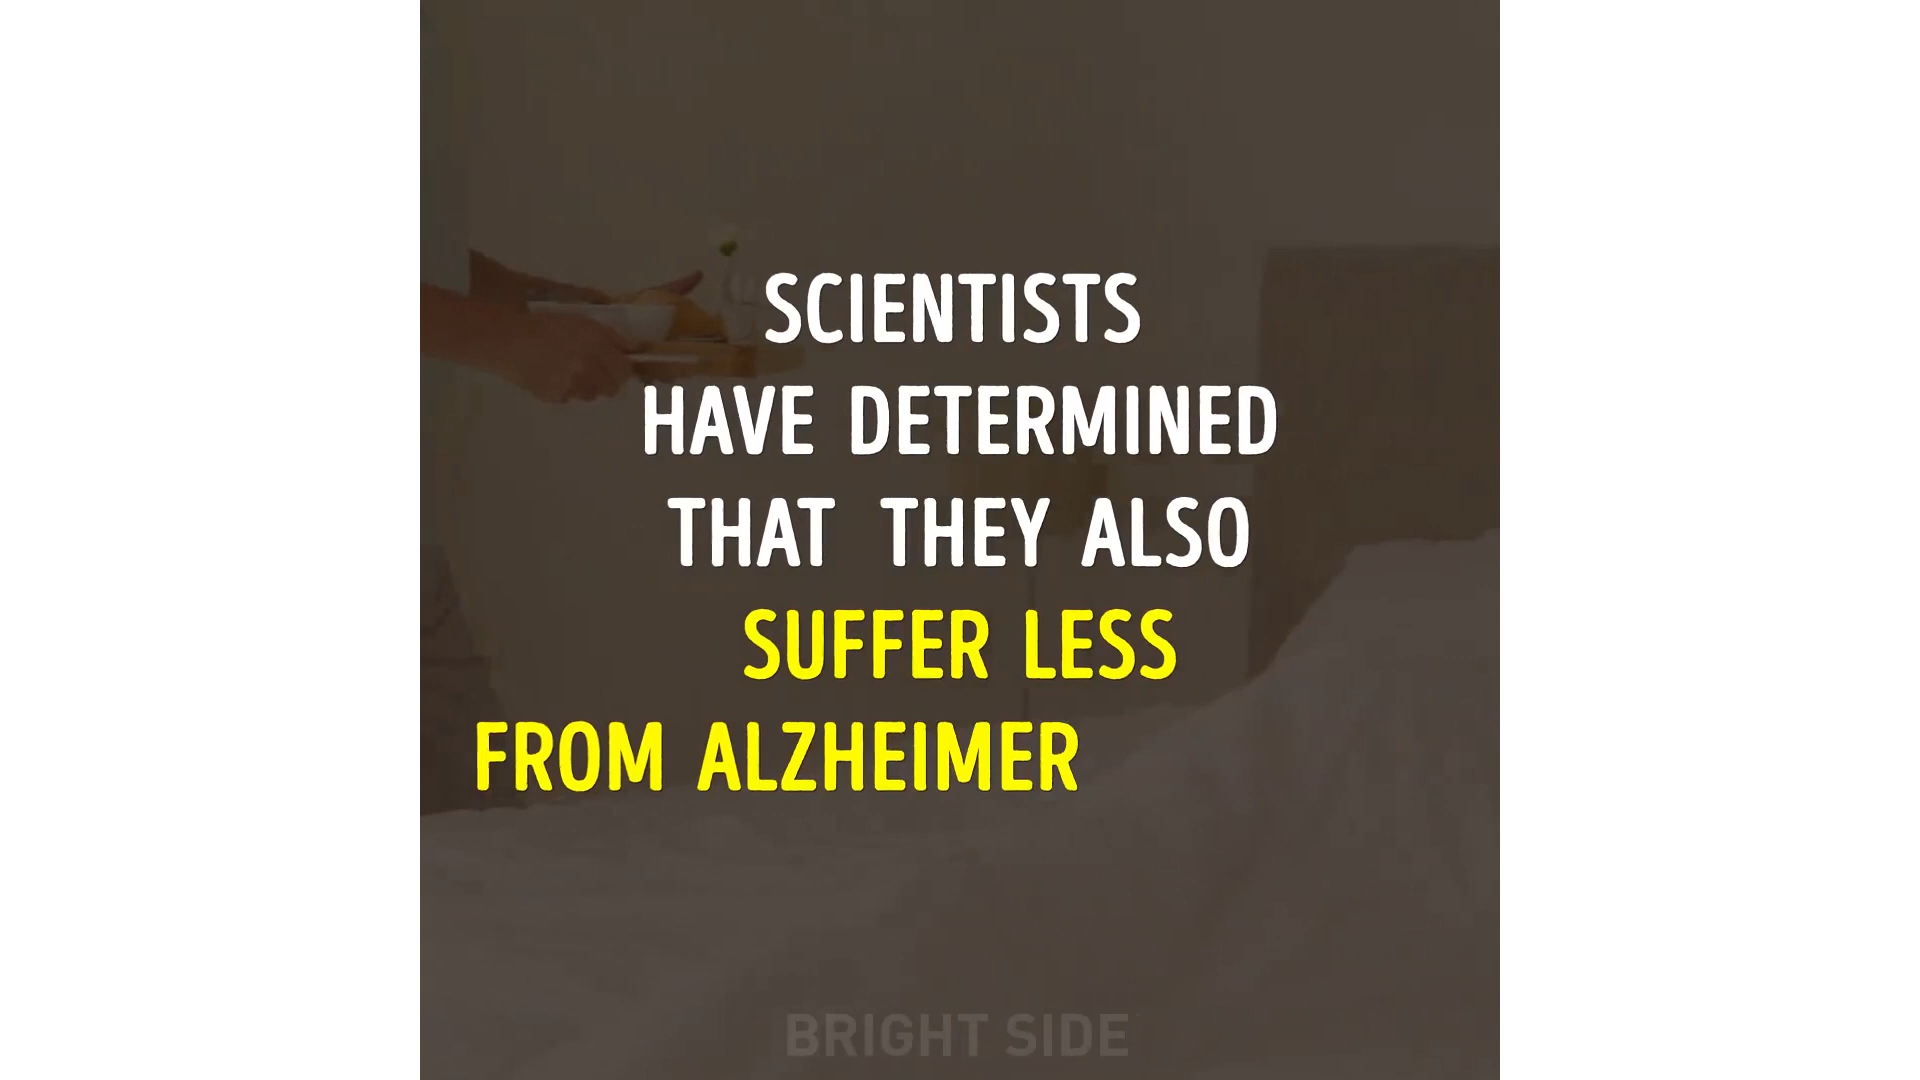 SCIENTISTS
HAVE DETERMINED
THAT THEY ALSO
SUFFER LESS
FROM ALZHEIMER
BRIGHT SIDE